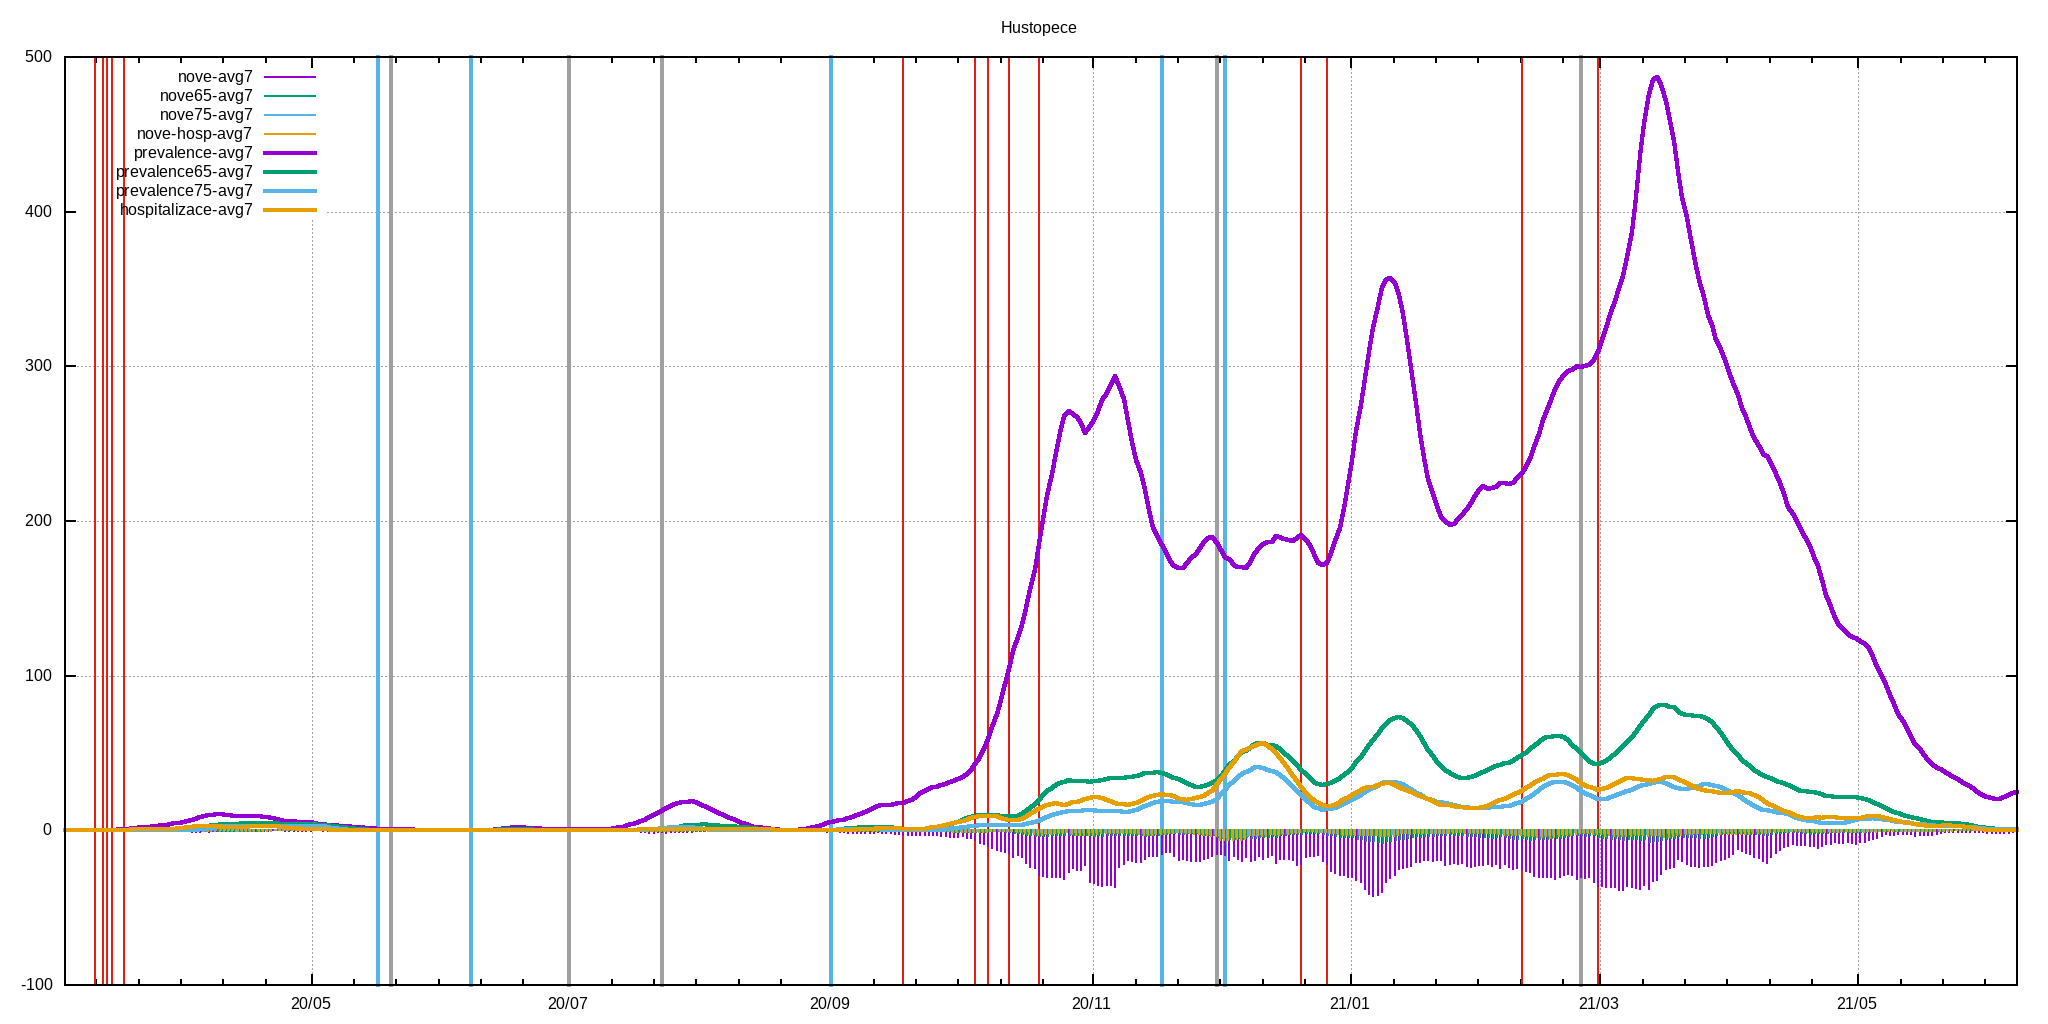 Hustopece
500
400
300
200
100
0
-100
nove-avg7
nove65-avg7
nove75-avg7
nove-hosp-avg7
prevalence-avg7
prevalence65-avg7
prevalence75-avg7
hospitalizace-avg7
20/05 20/07 20/09 20/11 21/01 21/03 21/05